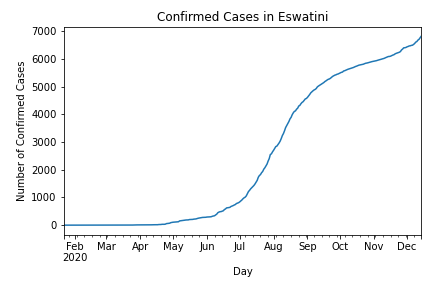 Confirmed Cases in Eswatini
Number of Confirmed Cases
7000
6000
5000
4000
3000
2000
1000
0
Feb Mar Apr May Jun Jul Aug Sep Oct Nov Dec
2020
Day